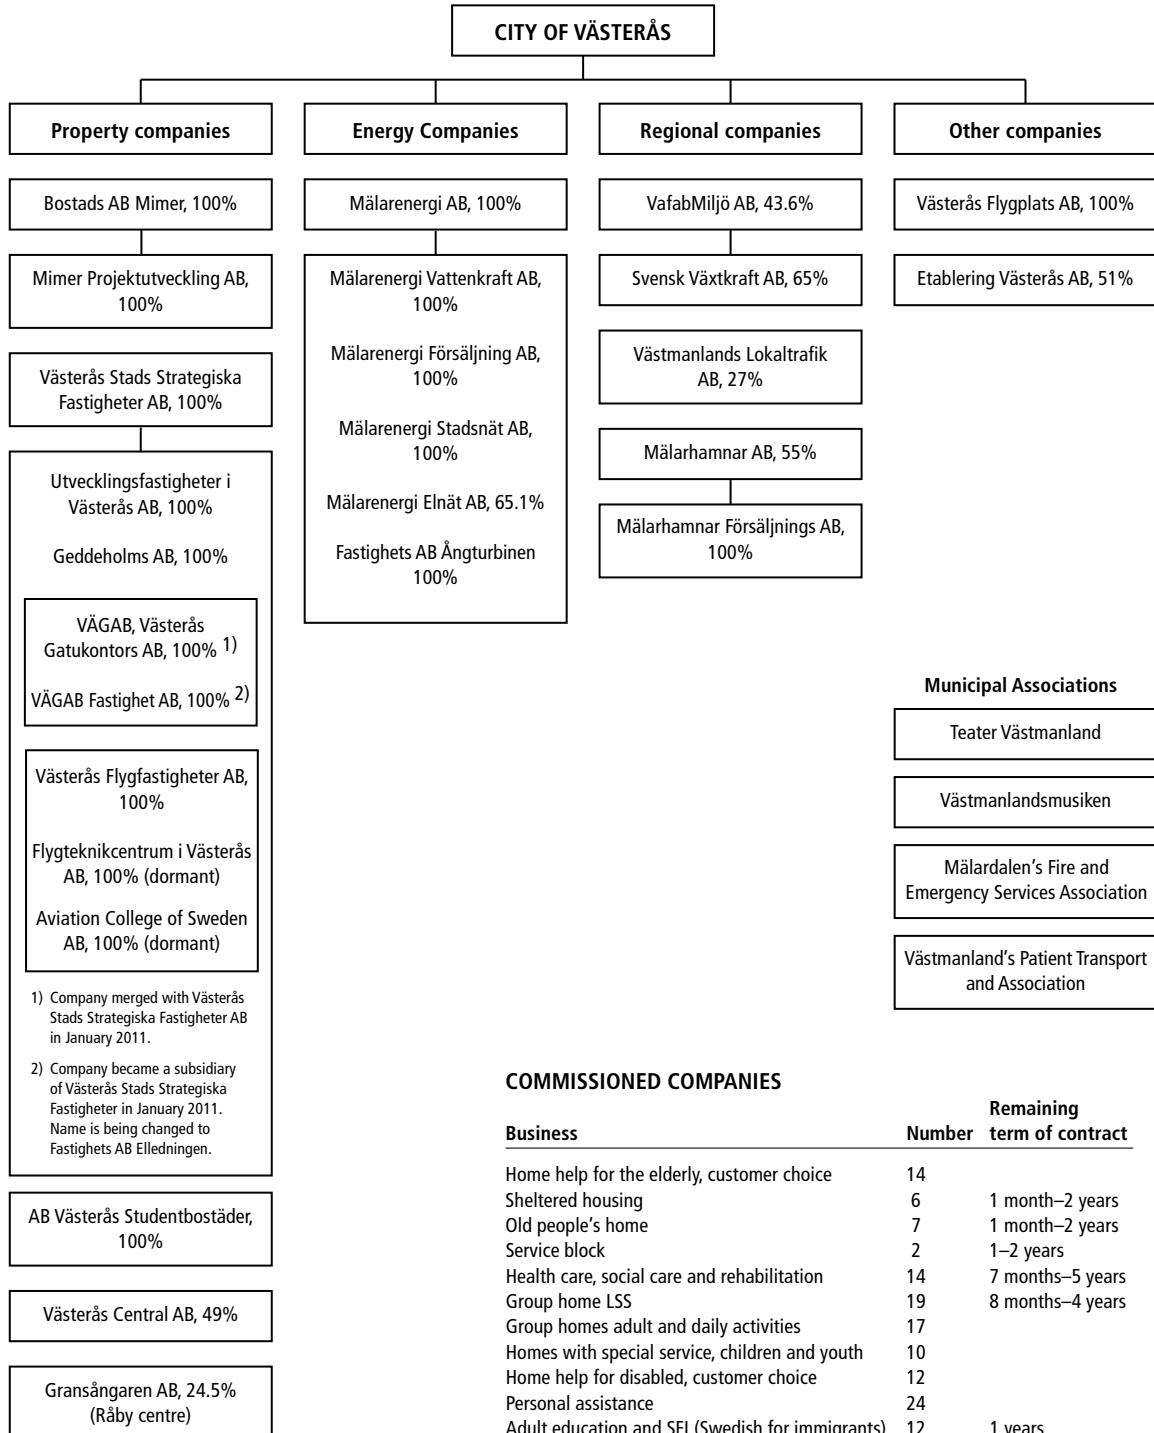 CITY OF VÄSTERÅS
Property companies
Bostads AB Mimer, 100%
Mimer Projektutveckling AB,
100%
Västerås Stads Strategiska
Fastigheter AB, 100%
Utvecklingsfastigheter i
Västerås AB, 100%
Geddeholms AB, 100%
VÄGAB, Västerås
Gatukontors AB, 100% 1)
VÄGAB Fastighet AB, 100% 2)
Västerås Flygfastigheter AB,
100%
Flygteknikcentrum i Västerås
AB, 100% (dormant)
Aviation College of Sweden
AB, 100% (dormant)
1) Company merged with Västerås
Stads Strategiska Fastigheter AB
in January 2011.
2) Company became a subsidiary
of Västerås Stads Strategiska
Fastigheter in January 2011.
Name is being changed to
Fastighets AB Elledningen.
AB Västerås Studentbostäder,
100%
Västerås Central AB, 49%
Gransångaren AB, 24.5%
(Råby centre)
Energy Companies
Mälarenergi AB, 100%
Mälarenergi Vattenkraft AB,
100%
Mälarenergi Försäljning AB,
100%
Mälarenergi Stadsnät AB,
100%
Mälarenergi Elnät AB, 65.1%
Fastighets AB Ångturbinen
100%
Regional companies
VafabMiljö AB, 43.6%
Svensk Växtkraft AB, 65%
Västmanlands Lokaltrafik
AB, 27%
Mälarhamnar AB, 55%
Mälarhamnar Försäljnings AB,
100%
Other companies
Västerås Flygplats AB, 100%
Etablering Västerås AB, 51%
Municipal Associations
Teater Västmanland
Västmanlandsmusiken
Mälardalen's Fire and
Emergency Services Association
Västmanland's Patient Transport
and Association
COMMISSIONED COMPANIES
Remaining
Business Number term of contract
Home help for the elderly, customer choice 14
Sheltered housing 6 1 month–2 years
Old people's home 7 1 month–2 years
Service block 2 1–2 years
Health care, social care and rehabilitation 14 7 months–5 years
Group home LSS 19 8 months–4 years
Group homes adult and daily activities 17
Homes with special service, children and youth 10
Home help for disabled, customer choice 12
Personal assistance 24
Adult education and SFI (Swedish for immigrants) 12 1 years